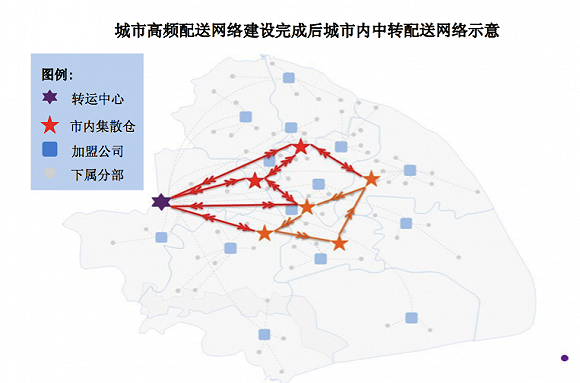 城市高频配送网络建设完成后城市内中转配送网络示意
图例:
转运中心
市内集散仓
加盟公司
下属分部